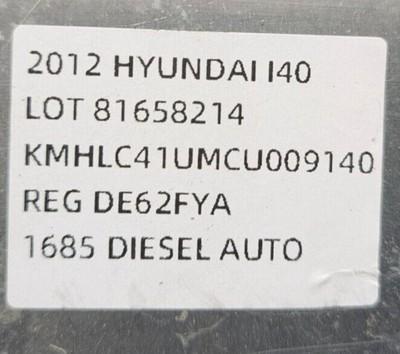 2012 HYUNDAI I40
LOT 81658214
KMHLC41UMCU009140
REG DE62FYA
1685 DIESEL AUTO